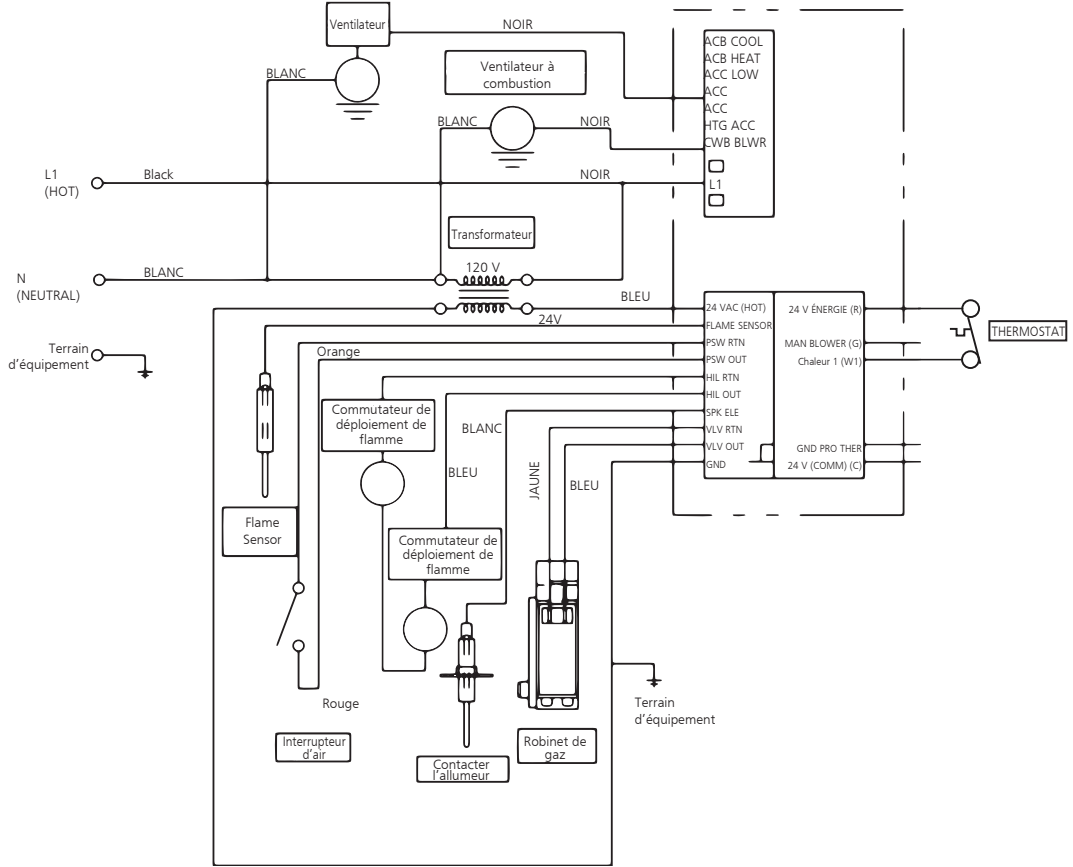 Ventilateur
NOIR
BLANC
Ventilateur à
combustion
BLANC
NOIR
ACB COOL
ACB HEAT
ACC LOW
ACC
ACC
HTG ACC
CWB BLWR
L1
L1
(HOT)
Black
NOIR
Transformateur
120 V
N
(NEUTRAL)
BLANC
BLEU
24V
Terrain
d'équipement
Orange
24 VAC (HOT)
FLAME SENSOR
PSW RTN
PSW OUT
HIL RTN
HIL OUT
SPK ELE
VLV RTN
VLV OUT
GND
24 V ÉNERGIE (R)
MAN BLOWER (G)
Chaleur 1 (W1)
GND PRO THER
24 V (COMM) (C)
THERMOSTAT
Commutateur de
déploiement de
flamme
BLANC
BLEU
JAUNE
BLEU
Flame
Sensor
Commutateur de
déploiement de
flamme
Rouge
Interrupteur
d'air
Contacter
l'allumeur
Robinet de
gaz
Terrain
d'équipement